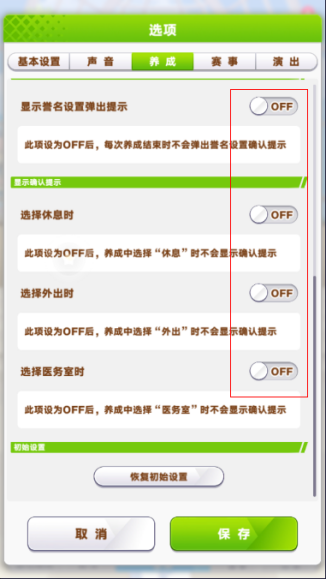 选项
基本设置 声音 养成 赛事 演出
显示誉名设置弹出提示 OFF
此项设为OFF后，每次养成结束时不会弹出誉名设置确认提示
显示确认提示
选择休息时 OFF
此项设为OFF后，养成中选择“休息”时不会显示确认提示
选择外出时 OFF
此项设为OFF后，养成中选择“外出”时不会显示确认提示
选择医务室时 OFF
此项设为OFF后，养成中选择“医务室”时不会显示确认提示
初始设置
恢复初始设置
取消 保存